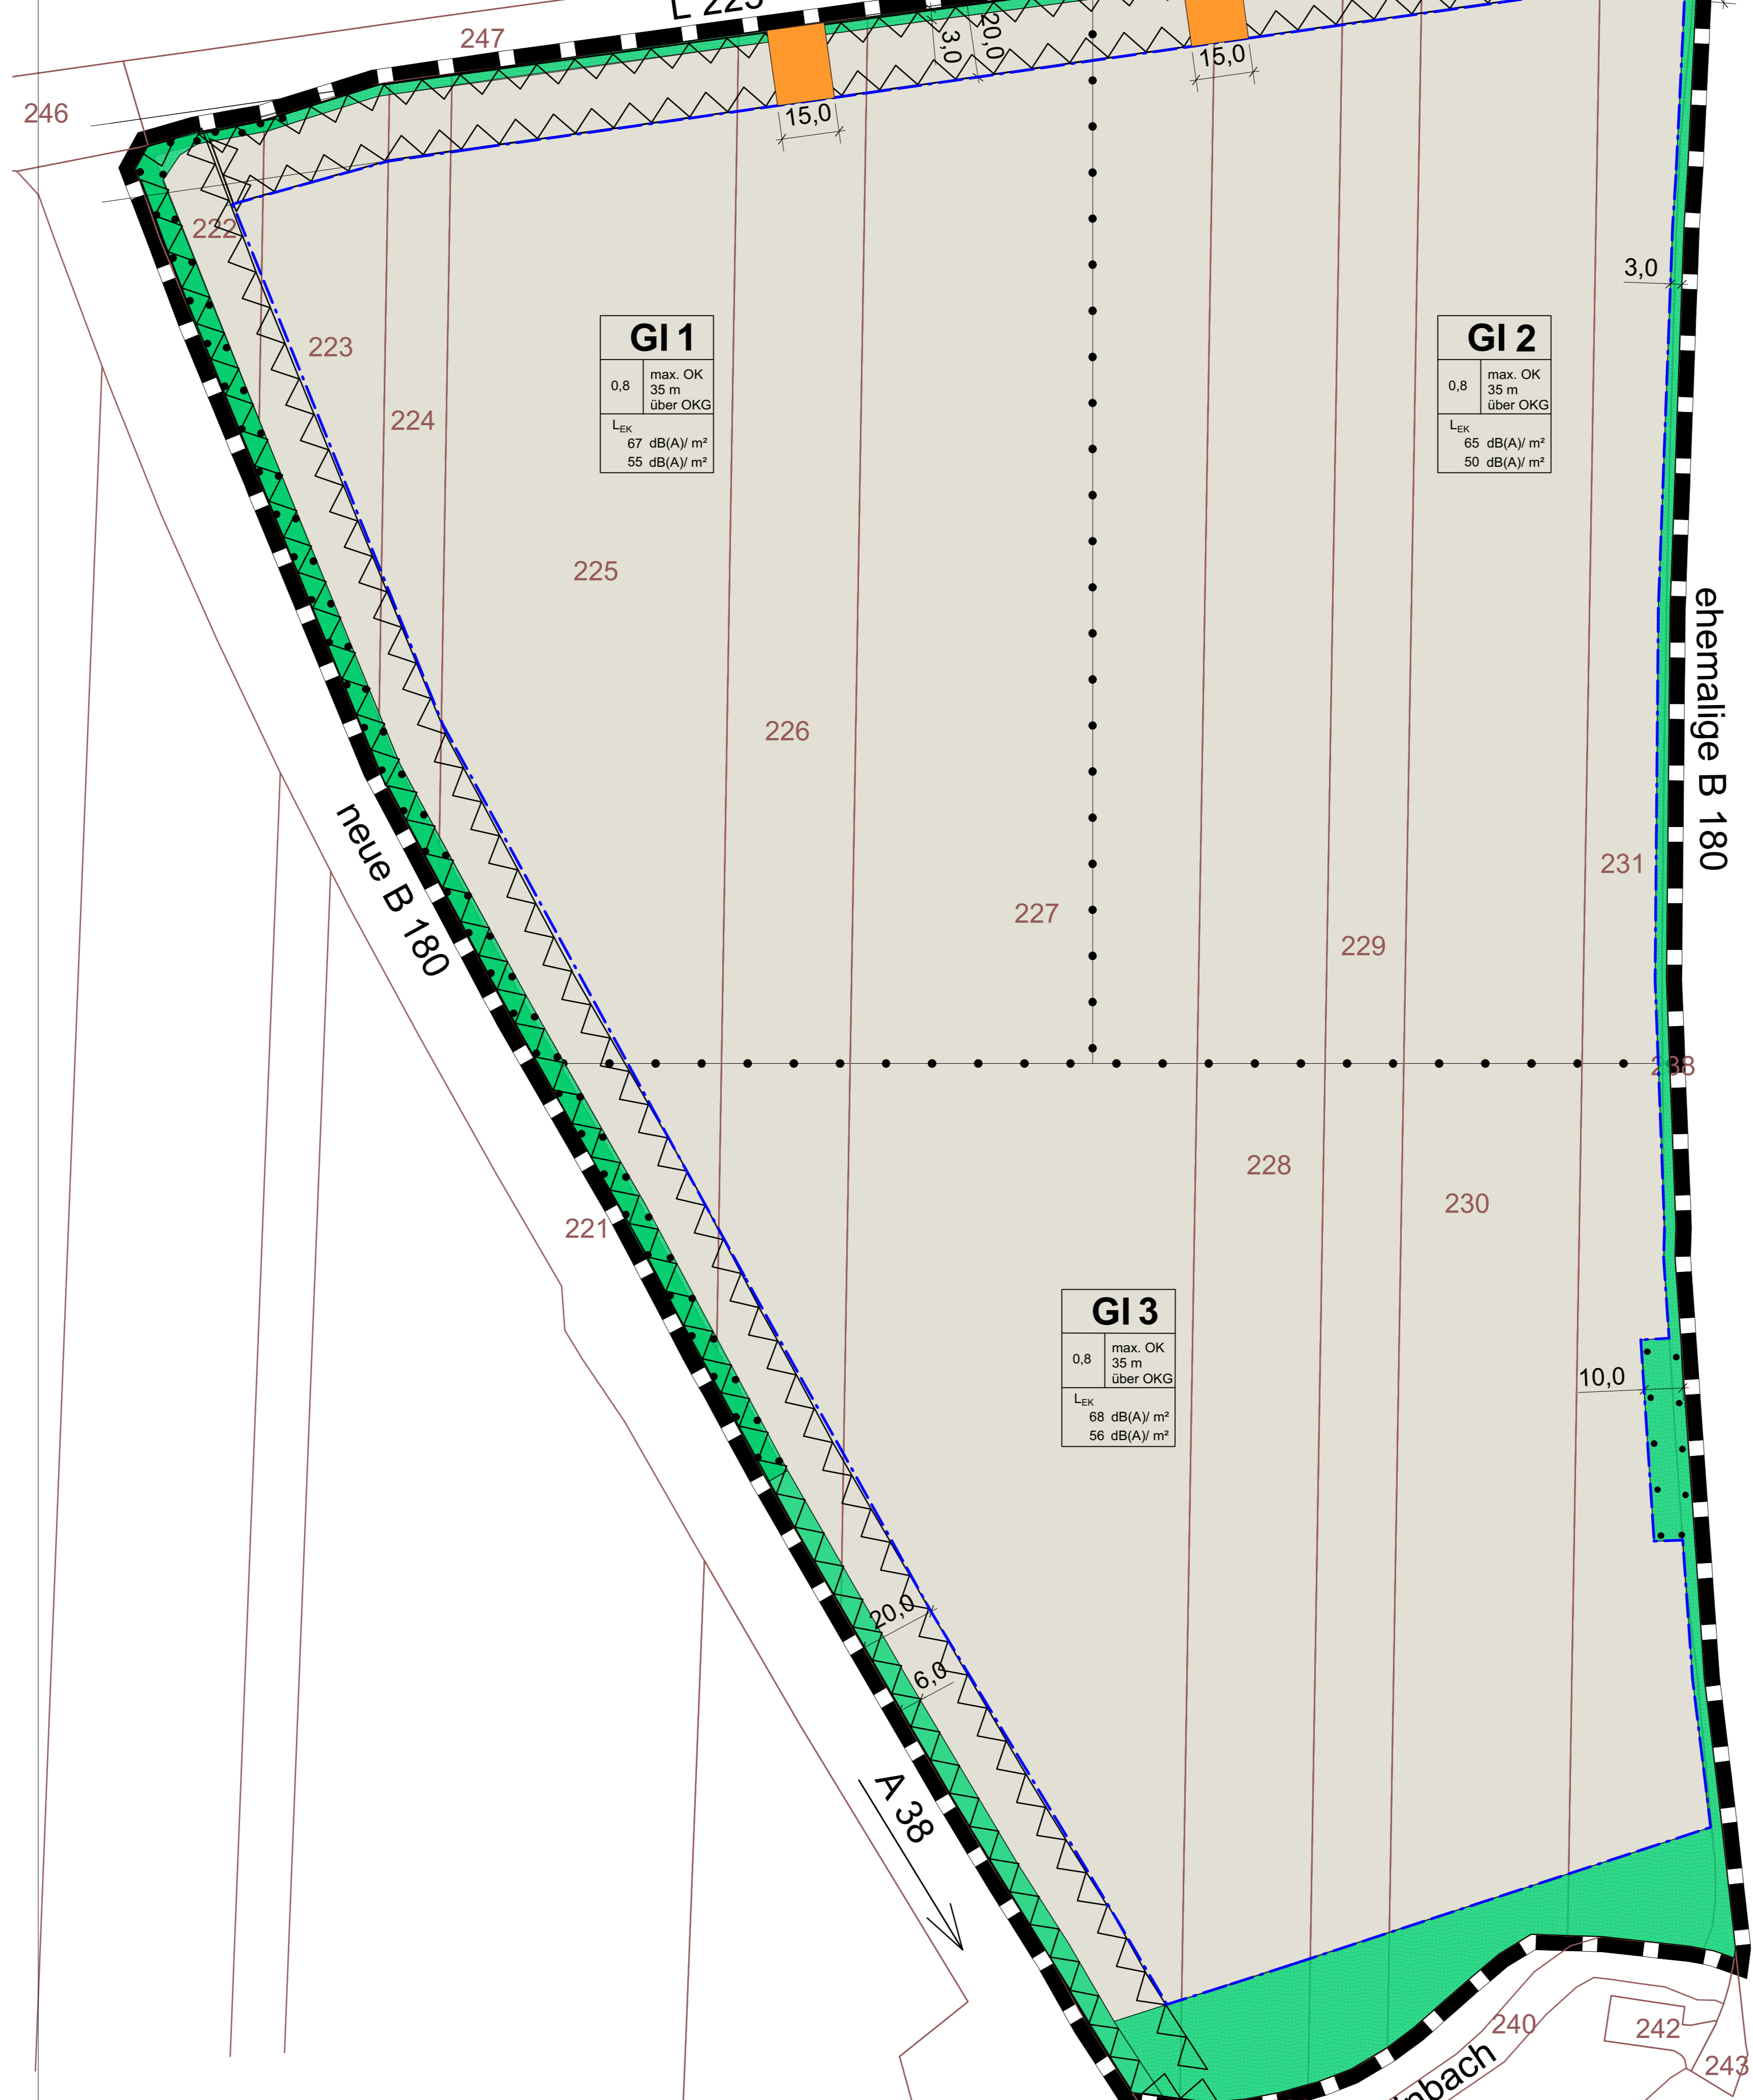 L 225
247
246
3,0
20,0
15,0
15,0
222
3,0
223
GI 1
0,8
max. OK
35 m
über OKG
LEK
67 dB(A)/ m²
55 dB(A)/ m²
GI 2
0,8
max. OK
35 m
über OKG
LEK
65 dB(A)/ m²
50 dB(A)/ m²
224
225
ehemalige B 180
226
neue B 180
231
227
229
238
228
230
221
GI 3
0,8
max. OK
35 m
über OKG
LEK
68 dB(A)/ m²
56 dB(A)/ m²
10,0
20,0
6,0
A 38
240
242
243